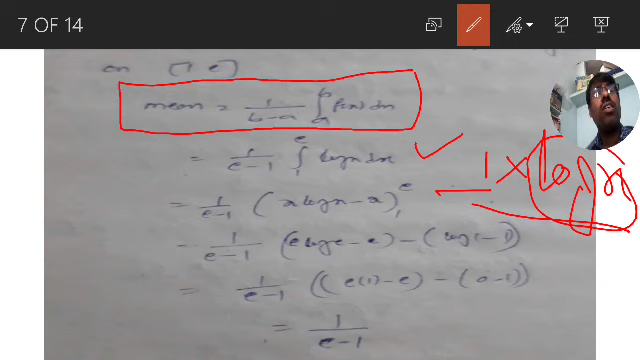 7 OF 14
on [1 e]
mean = 1/(b-a) ∫_a^b f(x) dx
= 1/(e-1) ∫_1^e log x dx
= 1/(e-1) (x log x - x)_1^e
1 × log x
= 1/(e-1) (e log e - e) - (log 1 - 1)
= 1/(e-1) ((e(1) - e) - (0 - 1))
= 1/(e-1)